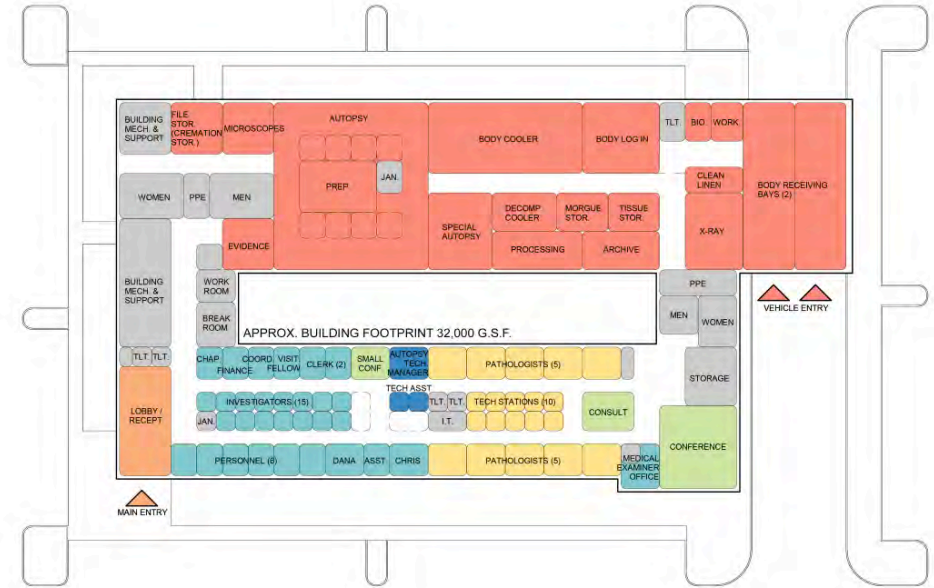 BUILDING
MECH. &
SUPPORT
FILE
STOR.
(CREMATION
STOR.)
MICROSCOPES
AUTOPSY
BODY COOLER
BODY LOG IN
TLT.
BIO.
WORK
PREP
JAN.
WOMEN
PPE
MEN
CLEAN
LINEN
BODY RECEIVING
BAYS (2)
DECOMP
COOLER
MORGUE
STOR.
TISSUE
STOR.
SPECIAL
AUTOPSY
X-RAY
EVIDENCE
PROCESSING
ARCHIVE
BUILDING
MECH. &
SUPPORT
WORK
ROOM
BREAK
ROOM
APPROX. BUILDING FOOTPRINT 32,000 G.S.F.
PPE
MEN
WOMEN
VEHICLE ENTRY
TLT.
TLT.
CHAP.
FINANCE
COORD.
VISIT
FELLOW
CLERK (2)
SMALL
CONF.
AUTOPSY
TECH
MANAGER
PATHOLOGISTS (5)
STORAGE
TECH ASST
LOBBY /
RECEPT
INVESTIGATORS (15)
JAN.
TLT.
TLT.
I.T.
TECH STATIONS (10)
CONSULT
CONFERENCE
PERSONNEL (6)
DANA
ASST
CHRIS
PATHOLOGISTS (5)
MEDICAL
EXAMINER
OFFICE
MAIN ENTRY